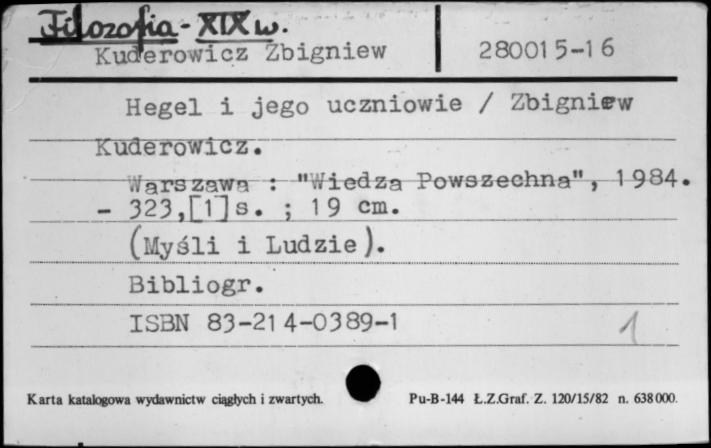 Filozofia - XIX w.
Kuderowicz Zbigniew 280015-16
Hegel i jego uczniowie / Zbigniew
Kuderowicz.
Warszawa : "Wiedza Powszechna", 1984.
- 323,[1]s. ; 19 cm.
(Myśli i Ludzie).
Bibliogr.
ISBN 83-214-0389-1
1
Karta katalogowa wydawnictw ciągłych i zwartych. Pu-B-144 Ł.Z.Graf. Z. 120/15/82 n. 638000.